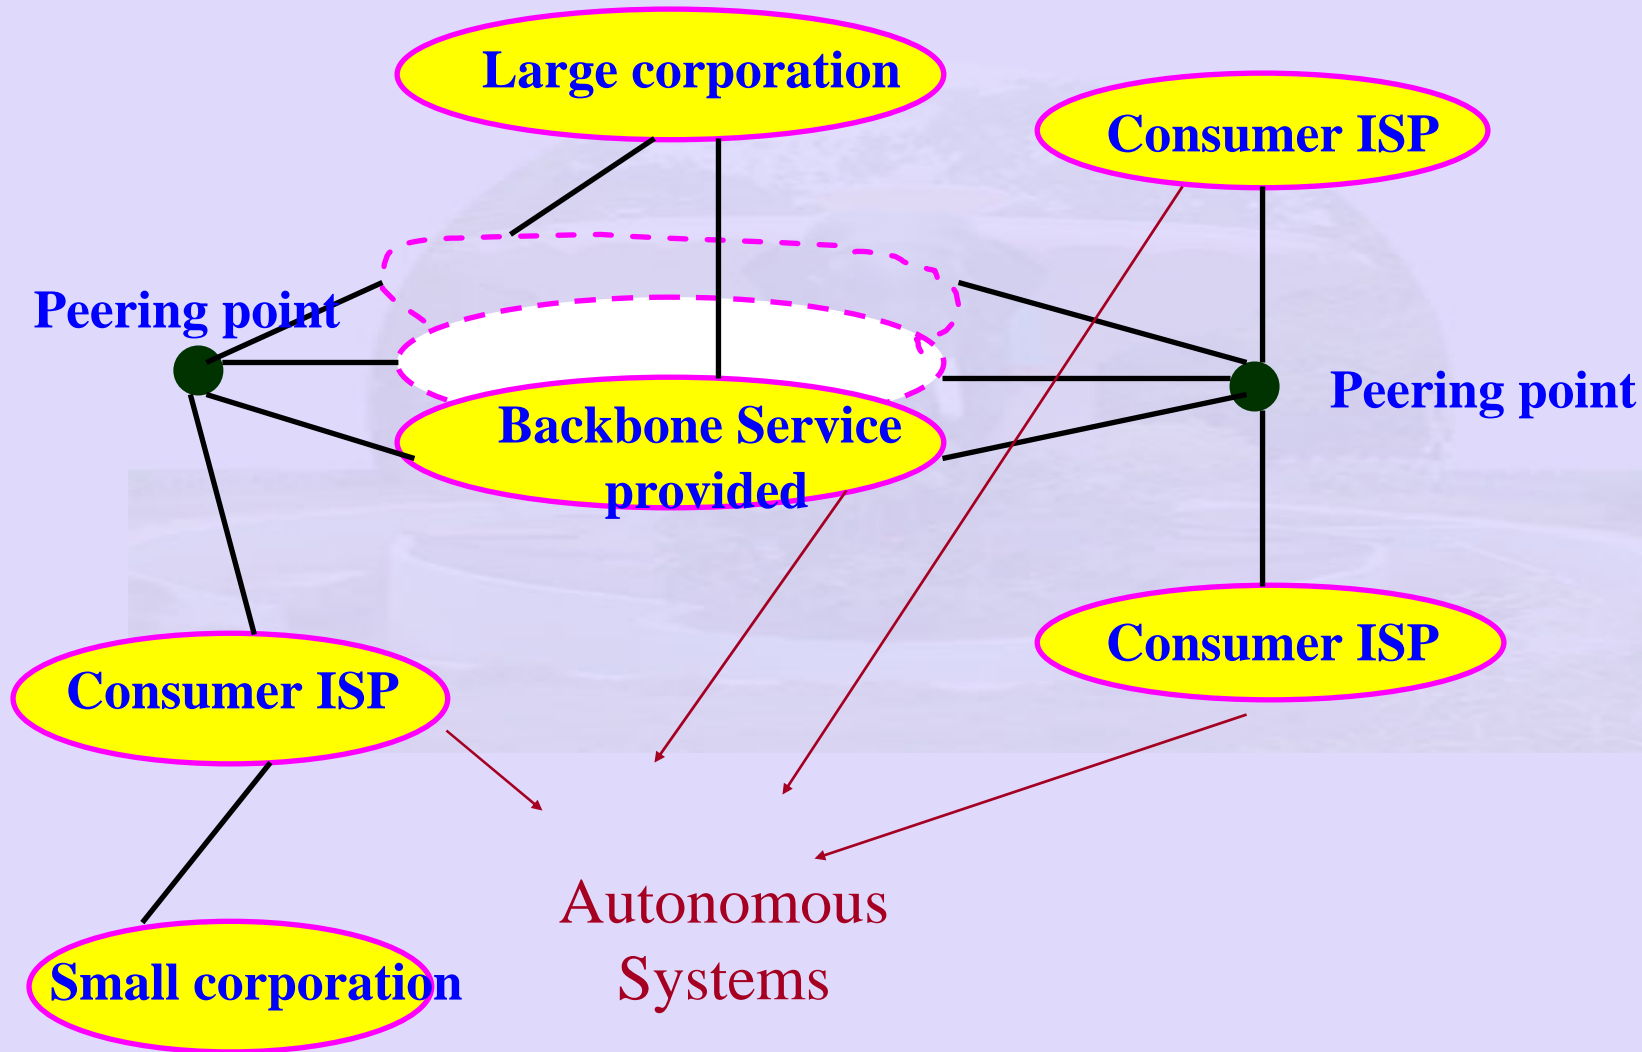 Large corporation
Consumer ISP
Peering point
Peering point
Backbone Service
provided
Consumer ISP
Consumer ISP
Autonomous
Systems
Small corporation